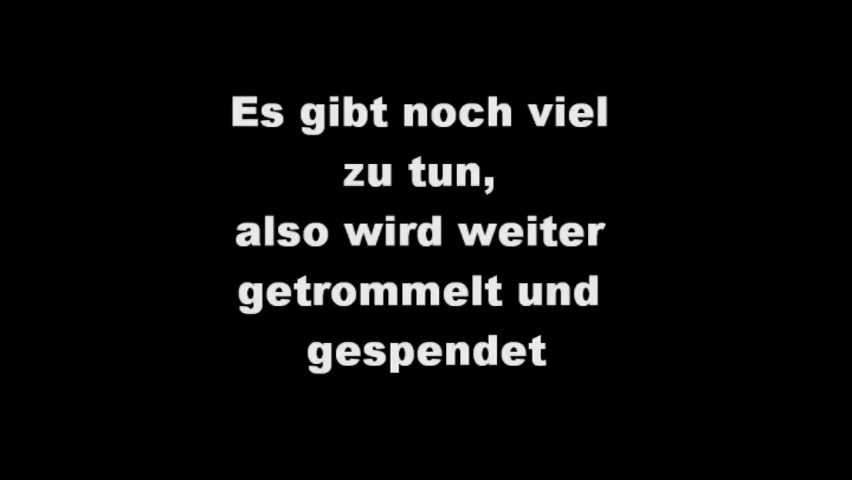 Es gibt noch viel
zu tun,
also wird weiter
getrommelt und
gespendet